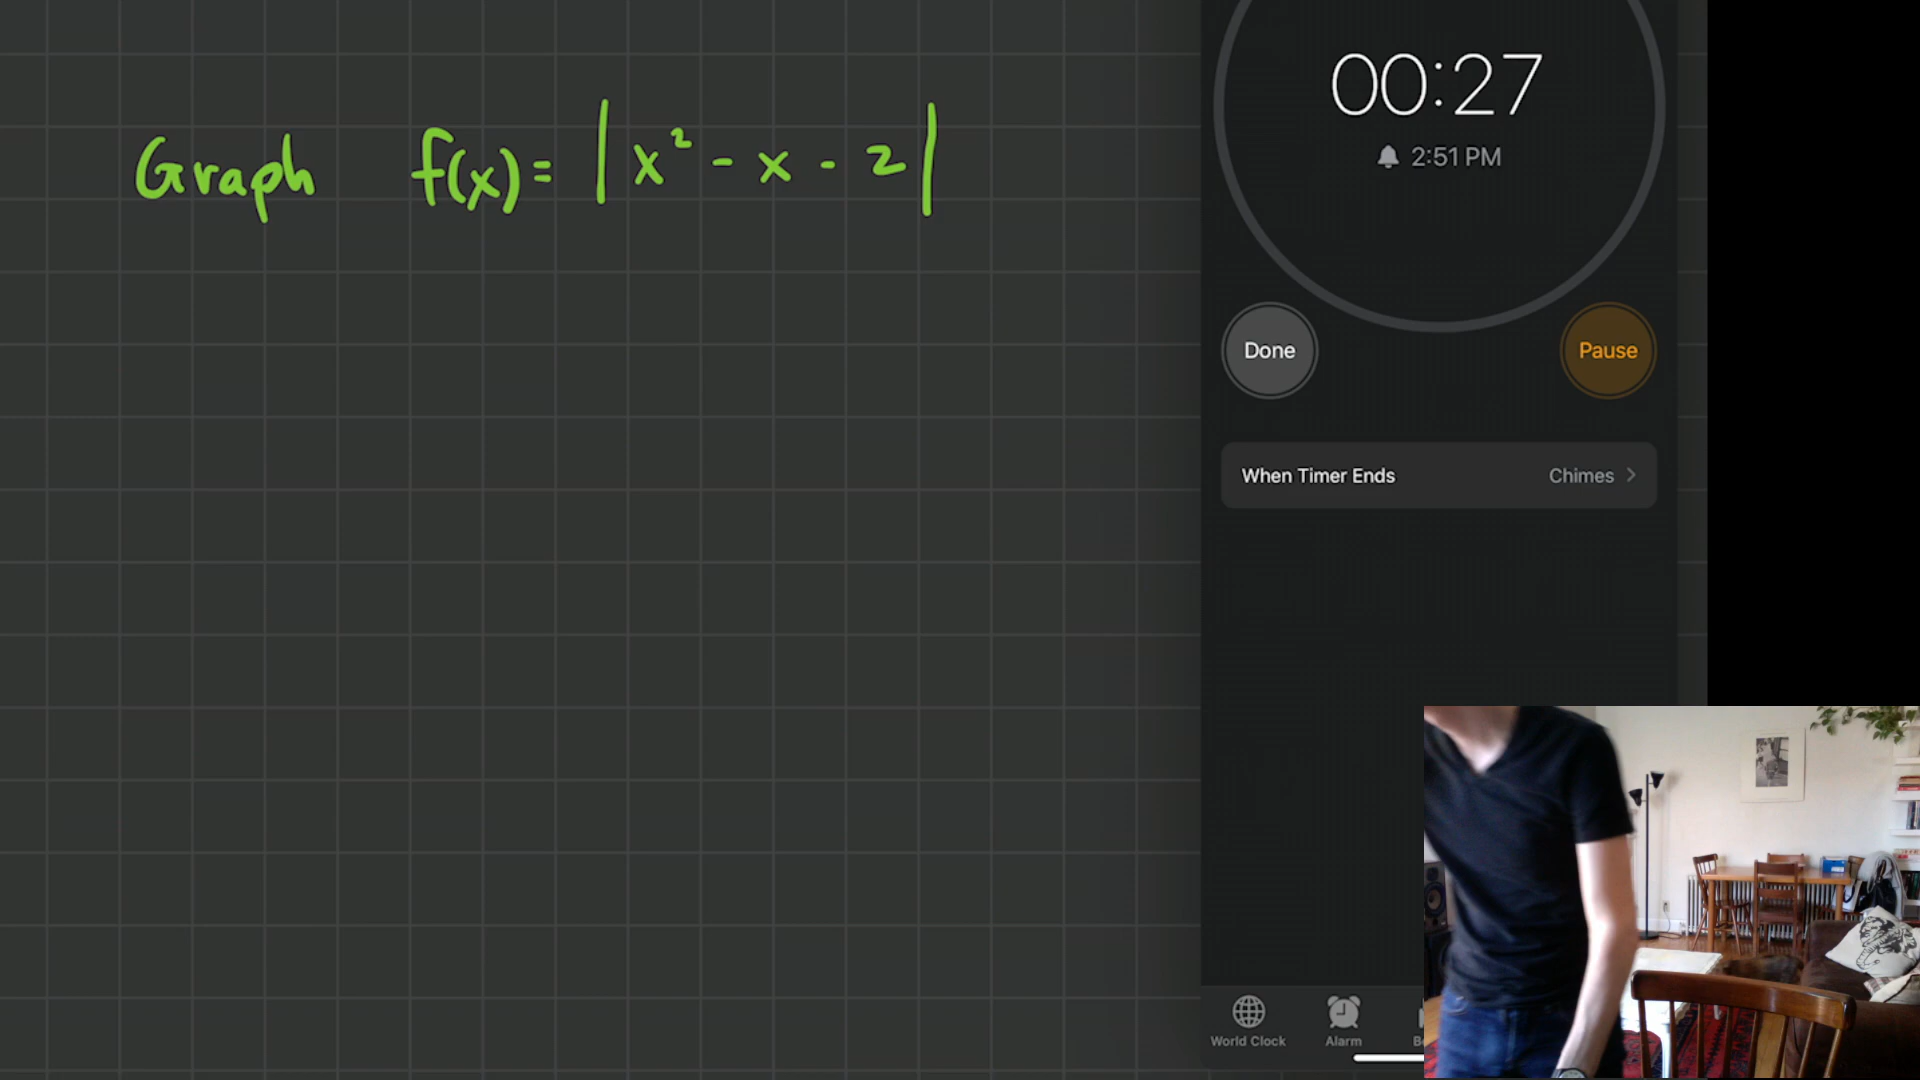 Graph f(x) = | x² - x - 2 |
00:27
2:51 PM
Done
Pause
When Timer Ends
Chimes
World Clock
Alarm